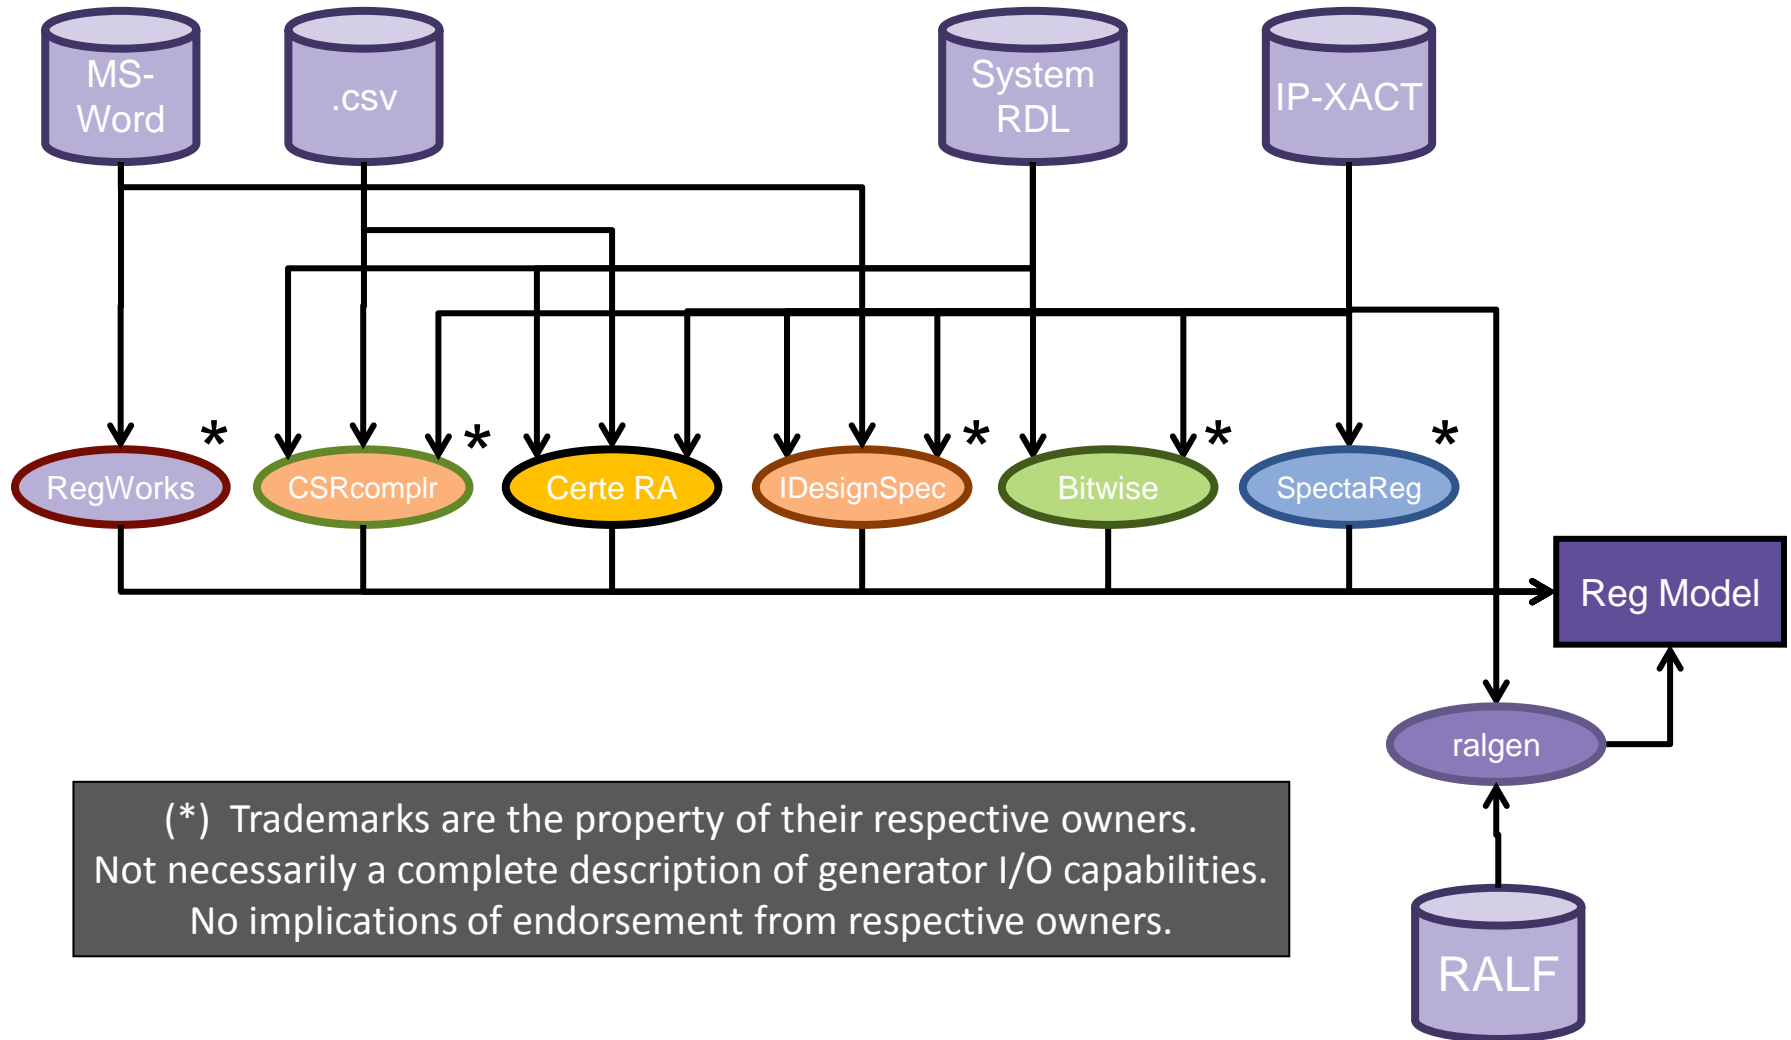 MS-
Word
.csv
System
RDL
IP-XACT
*
*
*
*
*
RegWorks
CSRcomplr
Certe RA
IDesignSpec
Bitwise
SpectaReg
Reg Model
ralgen
(*) Trademarks are the property of their respective owners.
Not necessarily a complete description of generator I/O capabilities.
No implications of endorsement from respective owners.
RALF